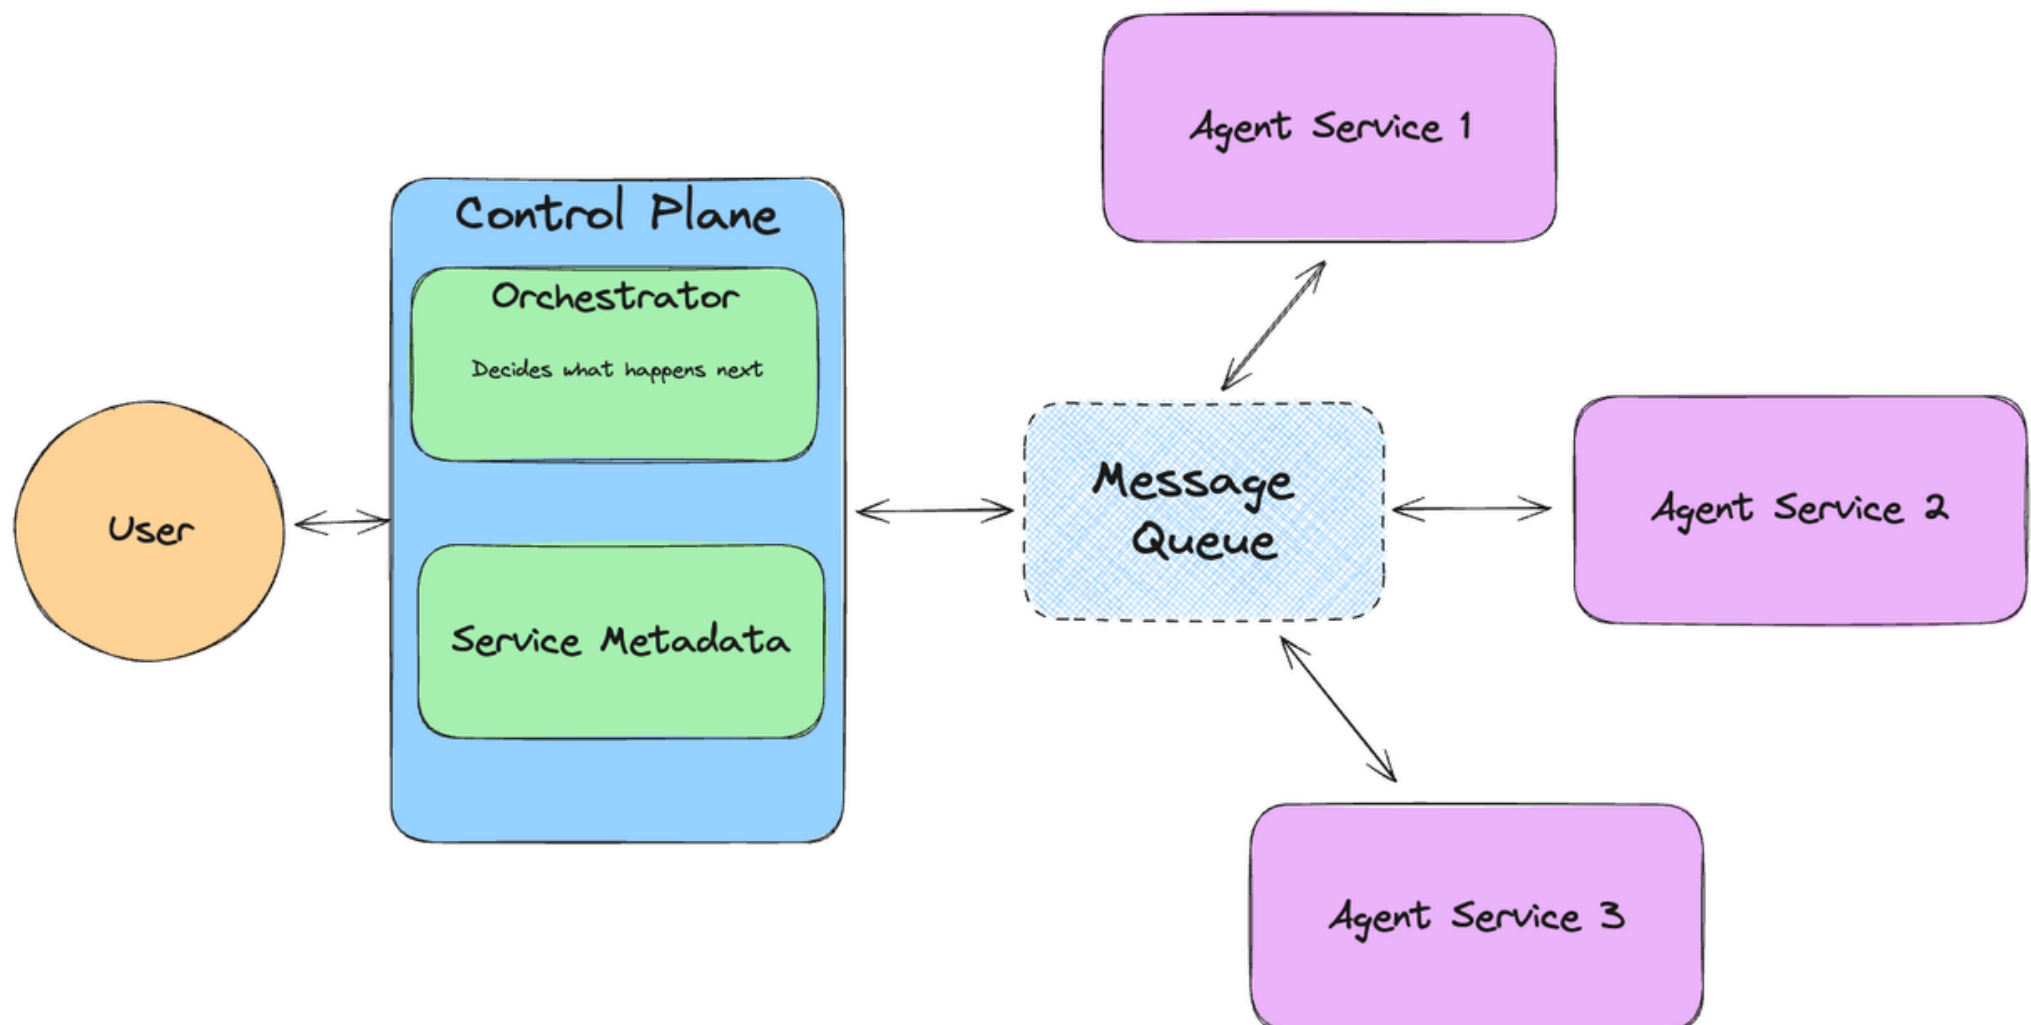 User
Control Plane
Orchestrator
Decides what happens next
Service Metadata
Message
Queue
Agent Service 1
Agent Service 2
Agent Service 3